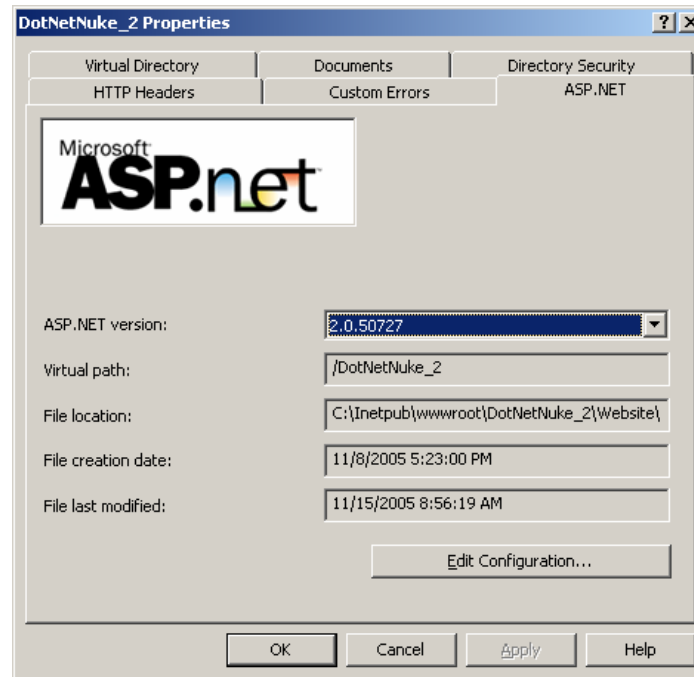 DotNetNuke_2 Properties
Virtual Directory Documents Directory Security
HTTP Headers Custom Errors ASP.NET
Microsoft
ASP.net
ASP.NET version: 2.0.50727
Virtual path: /DotNetNuke_2
File location: C:\Inetpub\wwwroot\DotNetNuke_2\Website\
File creation date: 11/8/2005 5:23:00 PM
File last modified: 11/15/2005 8:56:19 AM
Edit Configuration...
OK Cancel Apply Help